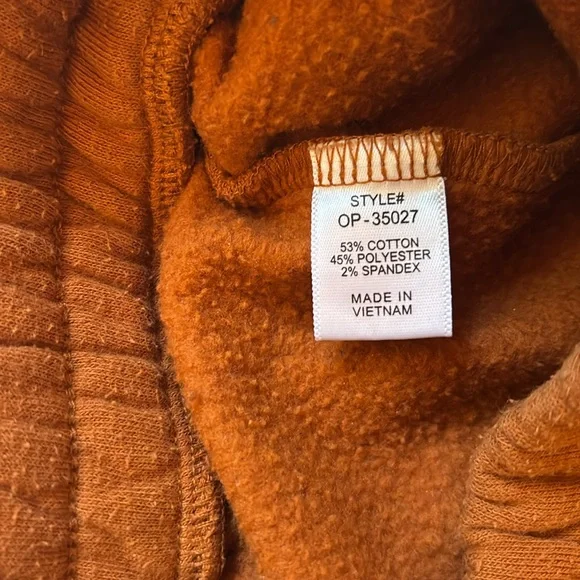 STYLE#
OP-35027
53% COTTON
45% POLYESTER
2% SPANDEX
MADE IN
VIETNAM